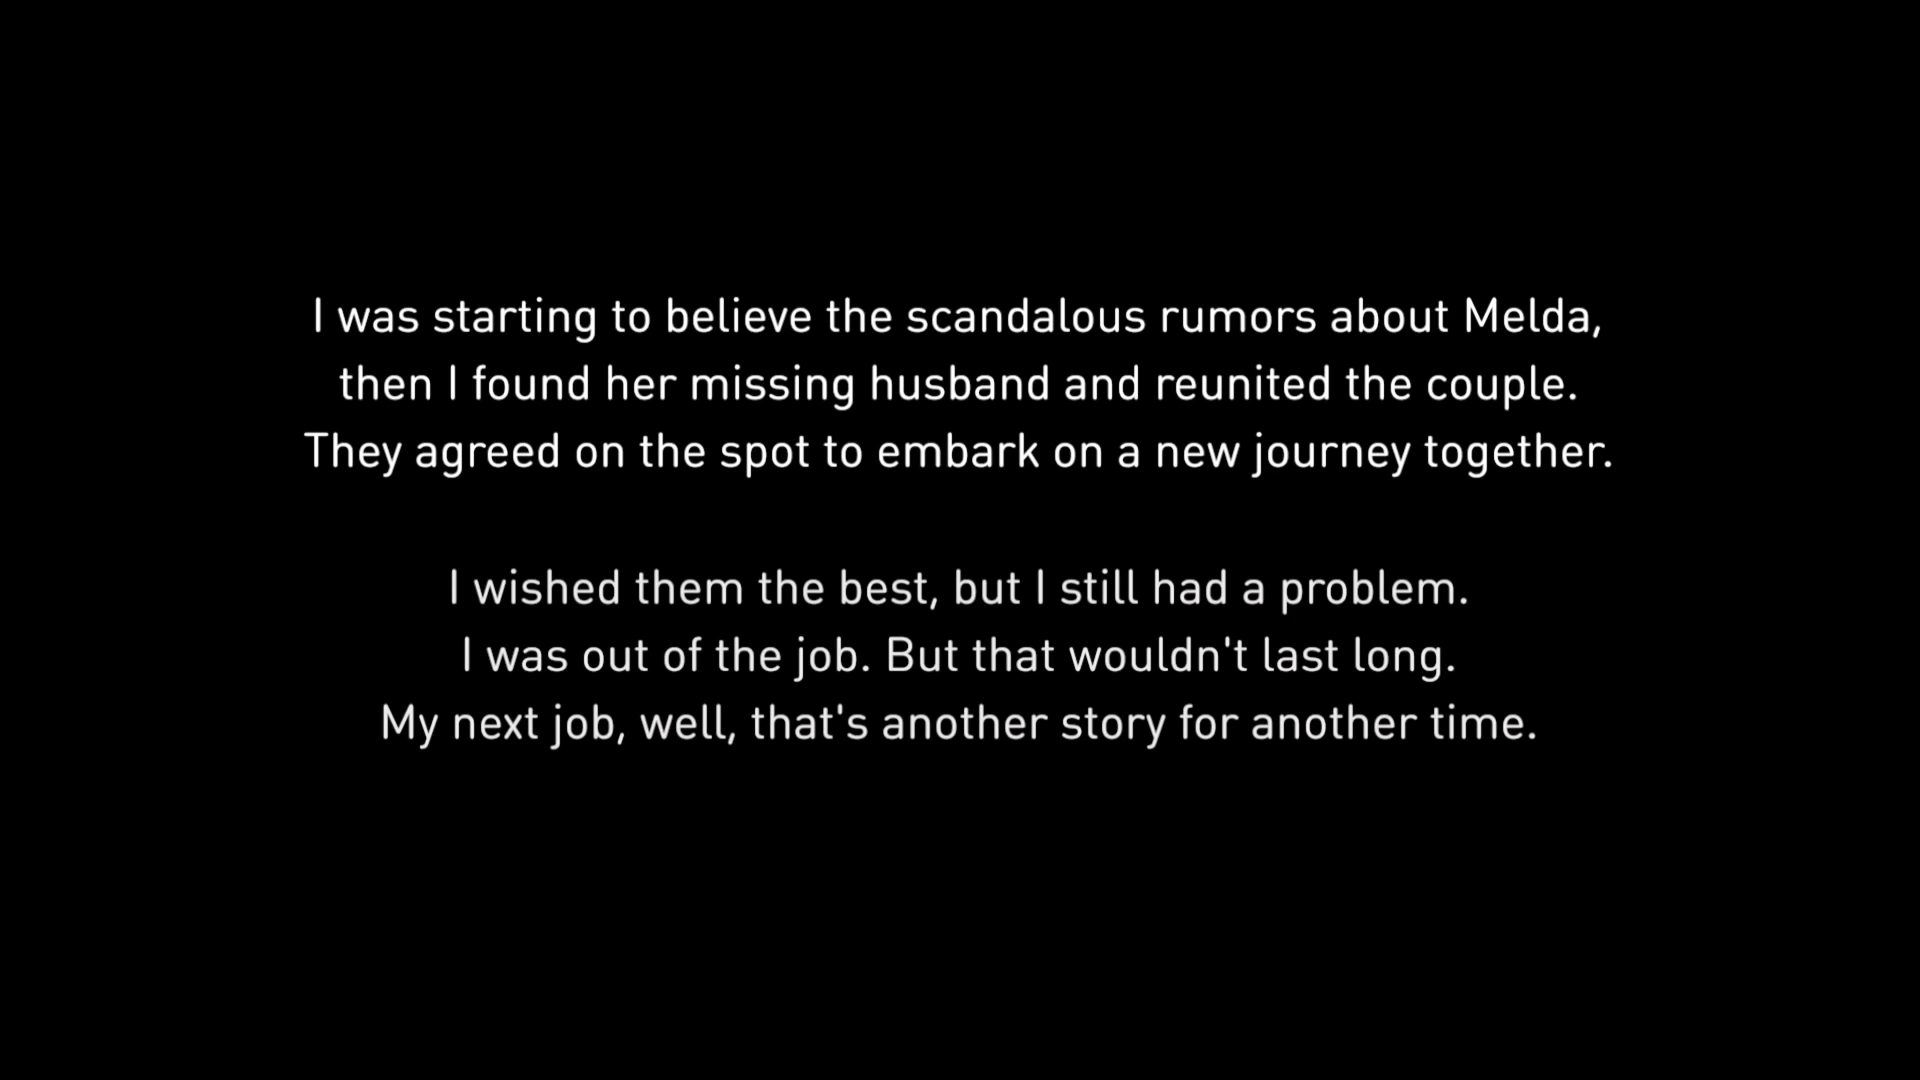 I was starting to believe the scandalous rumors about Melda,
then I found her missing husband and reunited the couple.
They agreed on the spot to embark on a new journey together.
I wished them the best, but I still had a problem.
I was out of the job. But that wouldn't last long.
My next job, well, that's another story for another time.